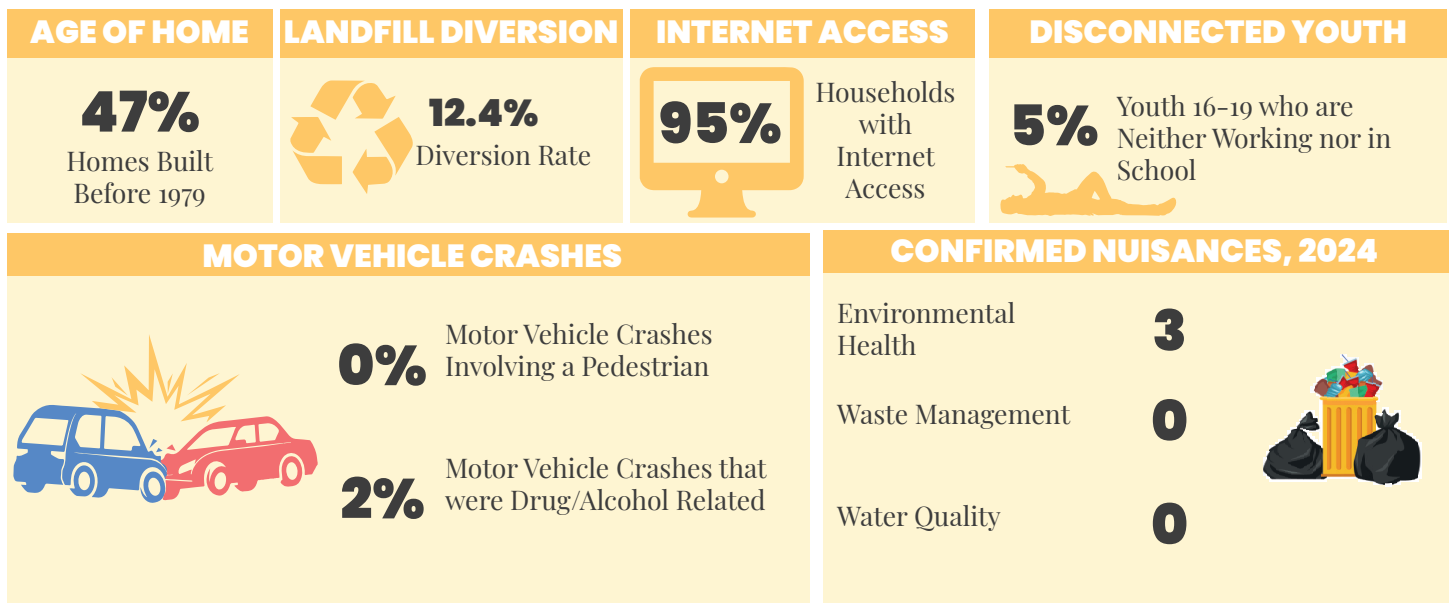 AGE OF HOME
47%
Homes Built
Before 1979
LANDFILL DIVERSION
12.4%
Diversion Rate
INTERNET ACCESS
95%
Households
with
Internet
Access
DISCONNECTED YOUTH
5%
Youth 16-19 who are
Neither Working nor in
School
MOTOR VEHICLE CRASHES
0%
Motor Vehicle Crashes
Involving a Pedestrian
2%
Motor Vehicle Crashes that
were Drug/Alcohol Related
CONFIRMED NUISANCES, 2024
Environmental
Health
3
Waste Management
0
Water Quality
0